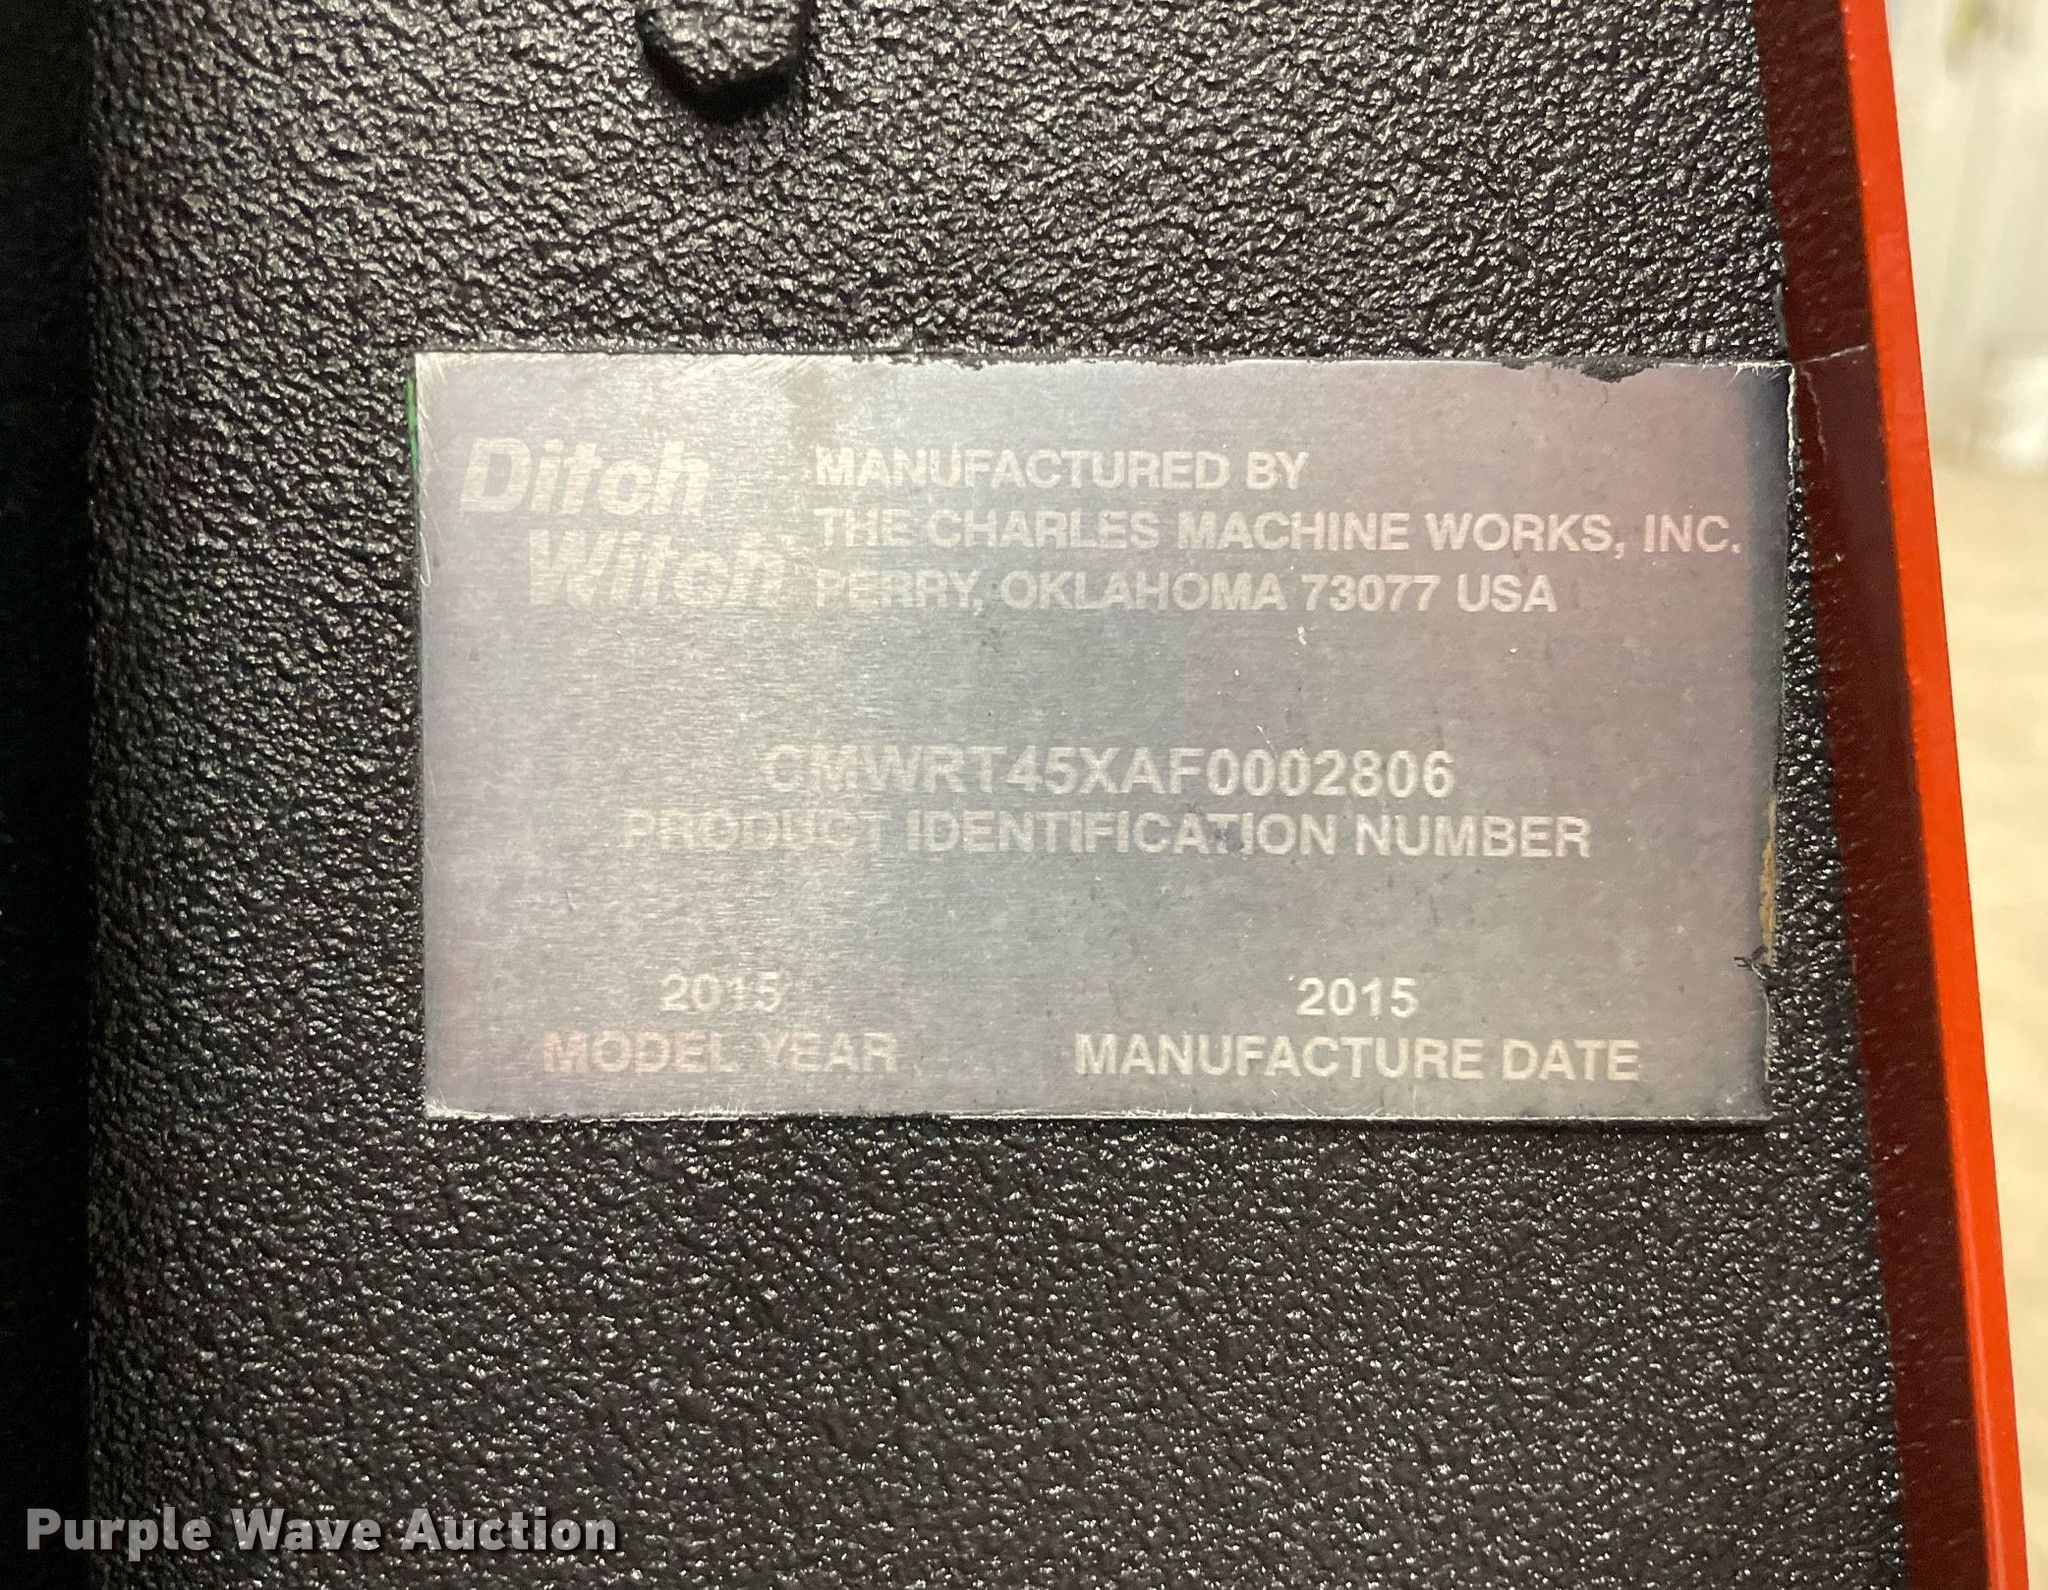 Ditch
Witch
MANUFACTURED BY
THE CHARLES MACHINE WORKS, INC.
PERRY, OKLAHOMA 73077 USA
CMWRT45XAF0002806
PRODUCT IDENTIFICATION NUMBER
2015
MODEL YEAR
2015
MANUFACTURE DATE
Purple Wave Auction